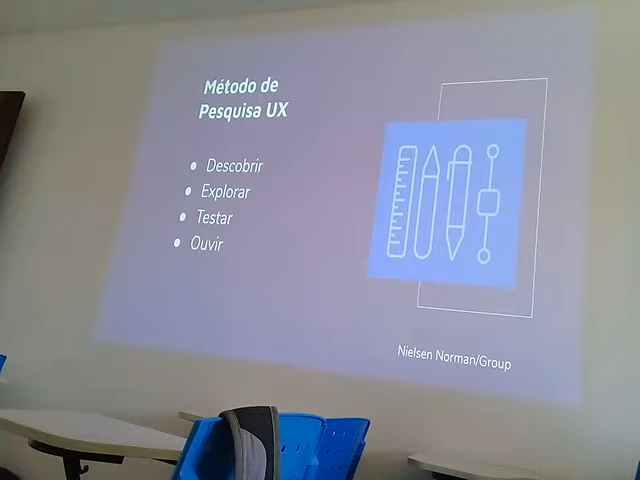 Método de
Pesquisa UX
Descobrir
Explorar
Testar
Ouvir
Nielsen Norman/Group